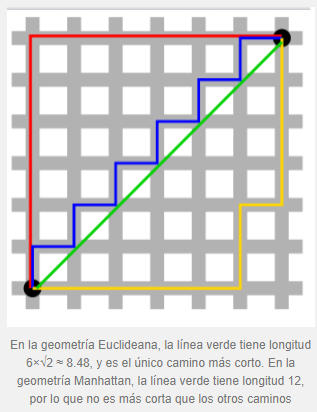 En la geometría Euclideana, la línea verde tiene longitud
6×√2 ≈ 8.48, y es el único camino más corto. En la
geometría Manhattan, la línea verde tiene longitud 12,
por lo que no es más corta que los otros caminos